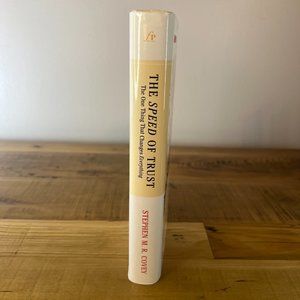 THE SPEED OF TRUST
The One Thing That Changes Everything
STEPHEN M. R. COVEY